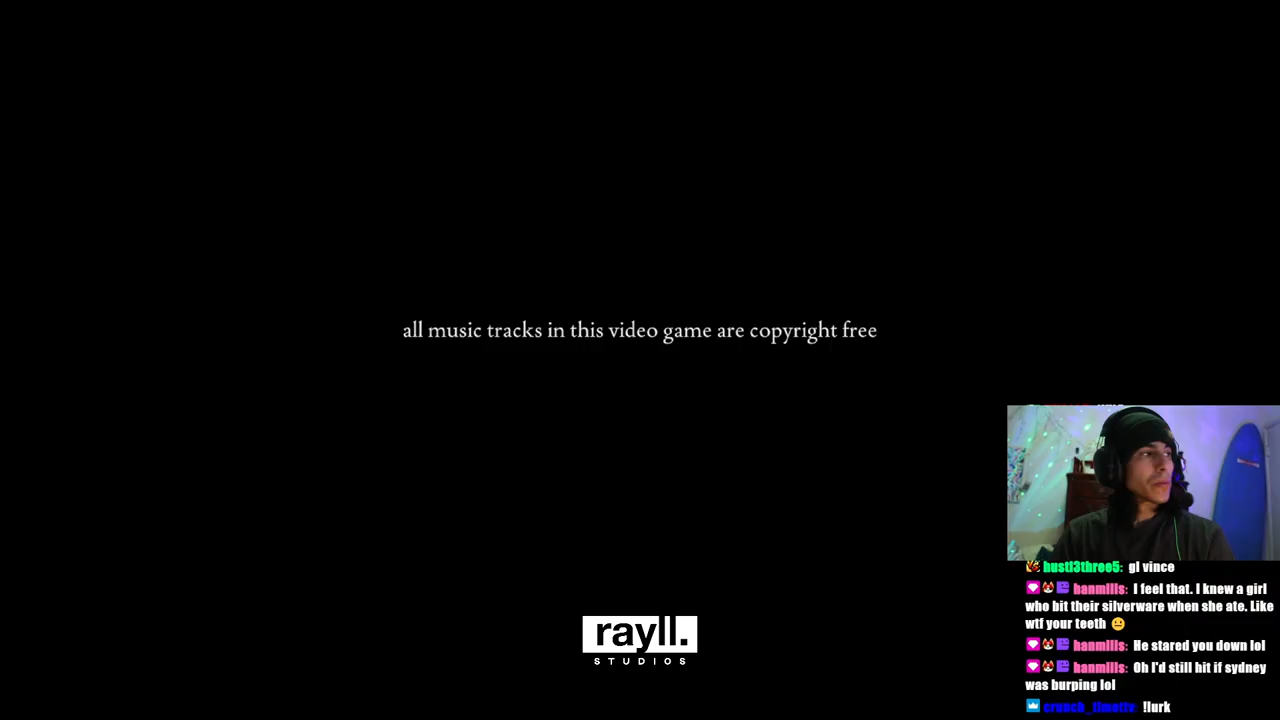 all music tracks in this video game are copyright free
rayll.
STUDIOS
hustl3three5: gl vince
hanmills: I feel that. I knew a girl
who bit their silverware when she ate. Like
wtf your teeth 😐
hanmills: He stared you down lol
hanmills: Oh I'd still hit if sydney
was burping lol
!lurk